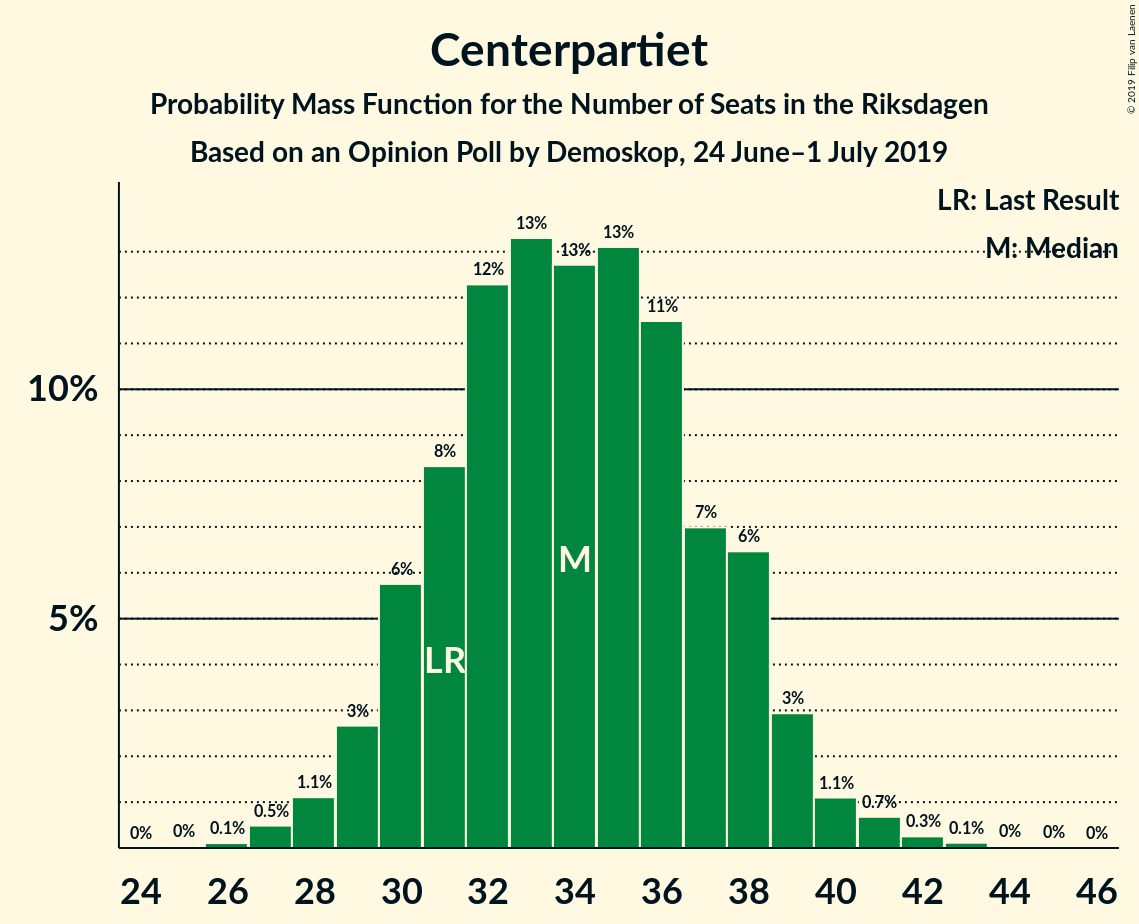 Centerpartiet
Probability Mass Function for the Number of Seats in the Riksdagen
Based on an Opinion Poll by Demoskop, 24 June–1 July 2019
© 2019 Filip van Laenen
LR: Last Result
M: Median
10%
5%
0%
0%
0.1%
0.5%
1.1%
3%
6%
8%
12%
13%
13%
13%
11%
7%
6%
3%
1.1%
0.7%
0.3%
0.1%
0%
0%
0%
LR
M
24 26 28 30 32 34 36 38 40 42 44 46